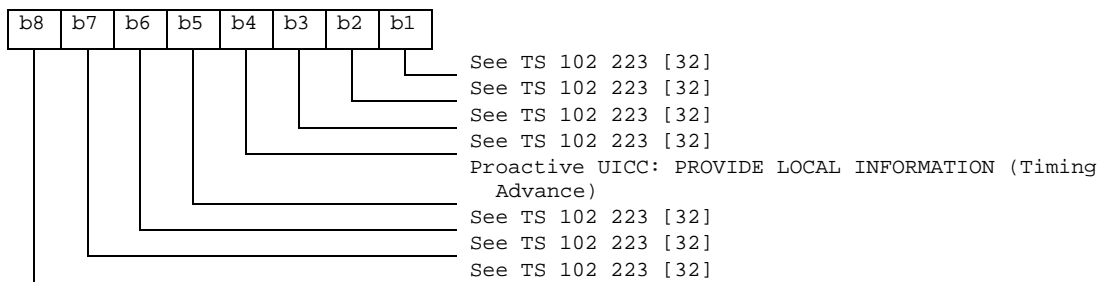 b8 b7 b6 b5 b4 b3 b2 b1
See TS 102 223 [32]
See TS 102 223 [32]
See TS 102 223 [32]
See TS 102 223 [32]
Proactive UICC: PROVIDE LOCAL INFORMATION (Timing
Advance)
See TS 102 223 [32]
See TS 102 223 [32]
See TS 102 223 [32]